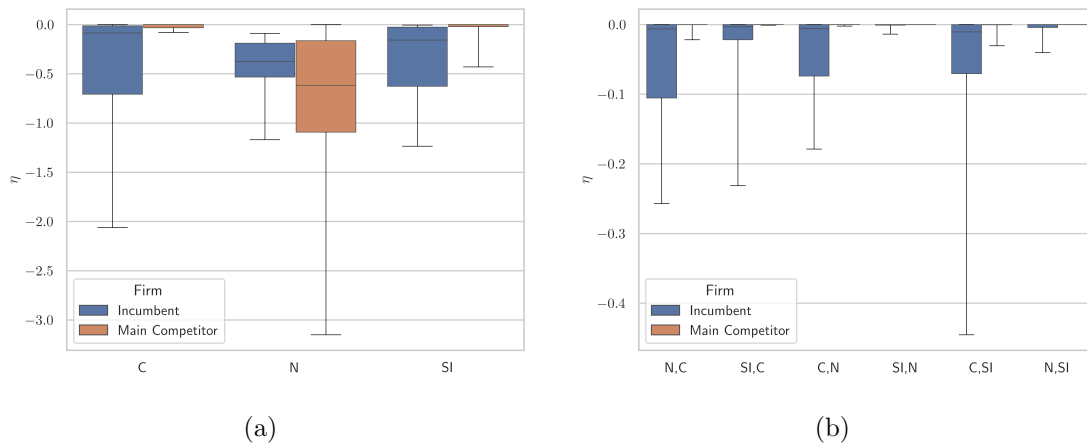 0.0
−0.5
−1.0
−1.5
−2.0
−2.5
−3.0
η
C
N
SI
Firm
Incumbent
Main Competitor
(a)
0.0
−0.1
−0.2
−0.3
−0.4
η
N,C
SI,C
C,N
SI,N
C,SI
N,SI
Firm
Incumbent
Main Competitor
(b)